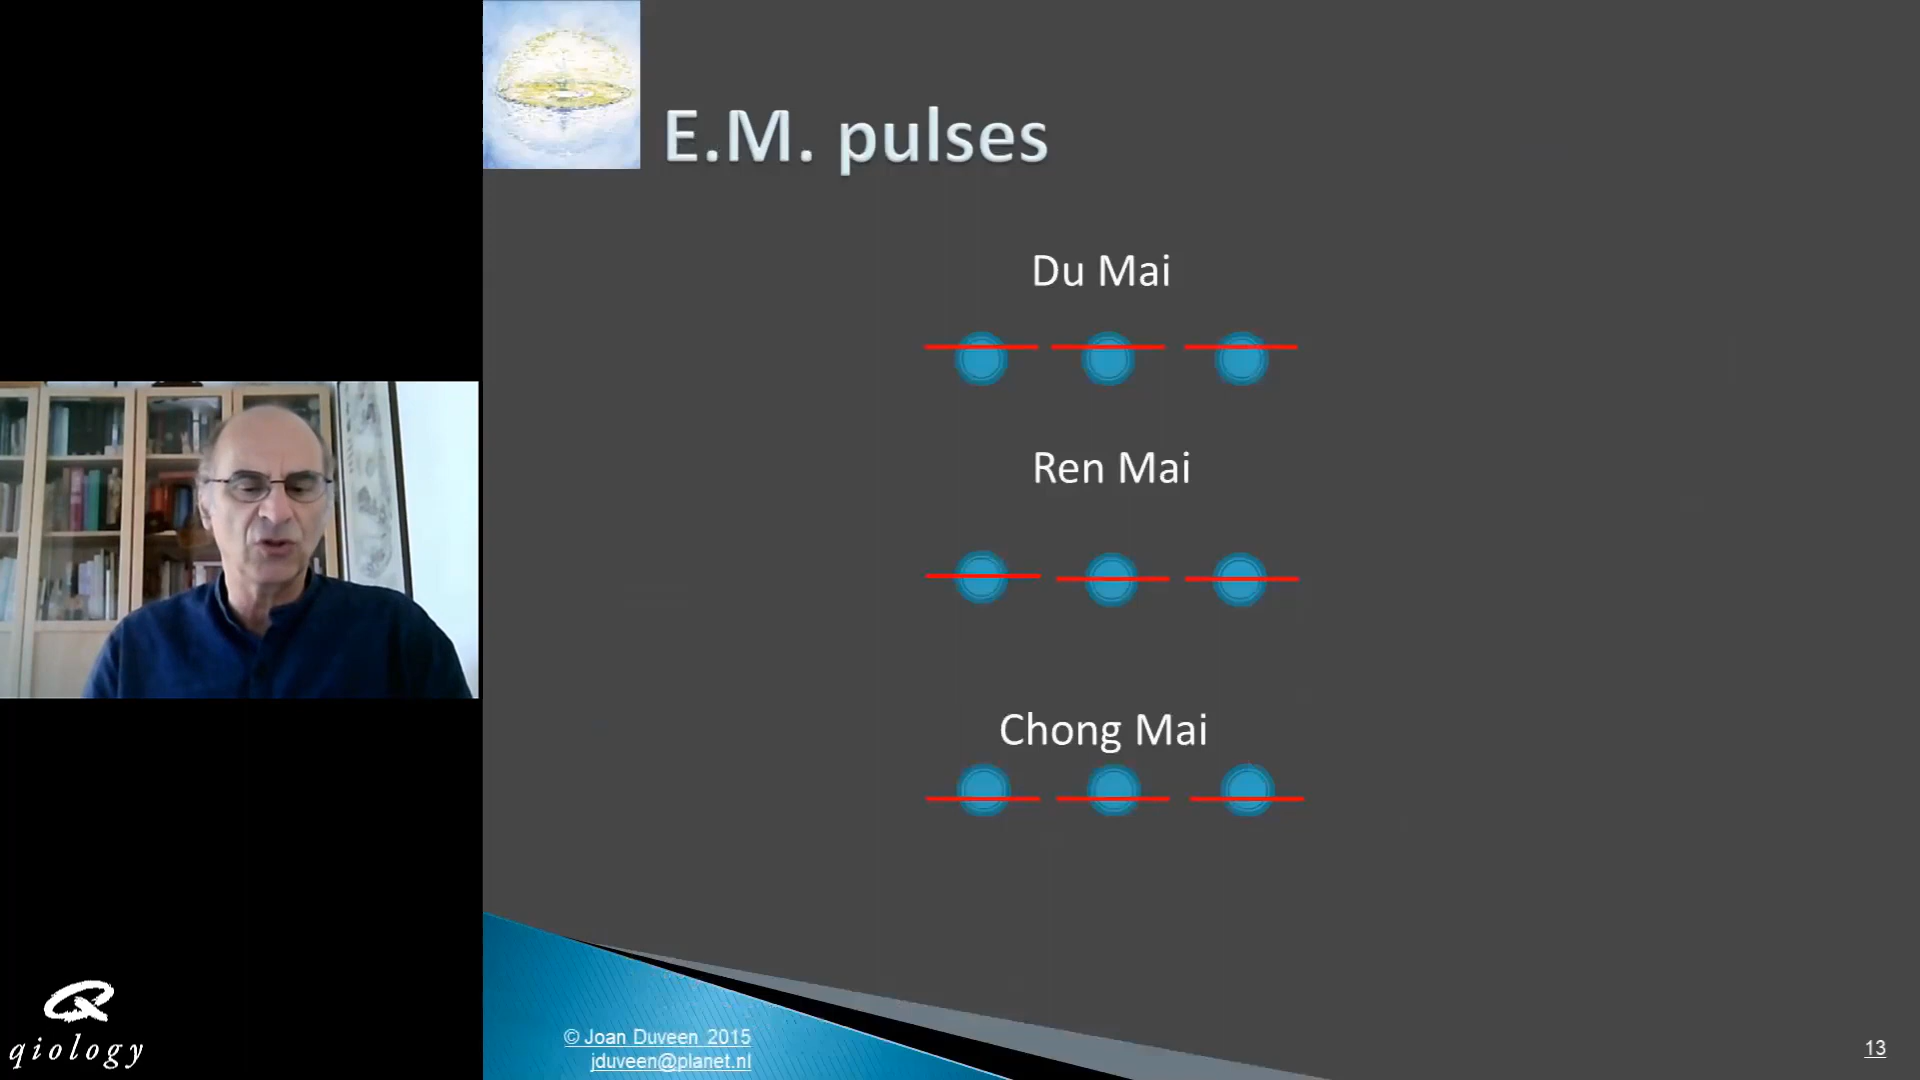 E.M. pulses
Du Mai
Ren Mai
Chong Mai
© Joan Duveen 2015
jduveen@planet.nl
13
qiology